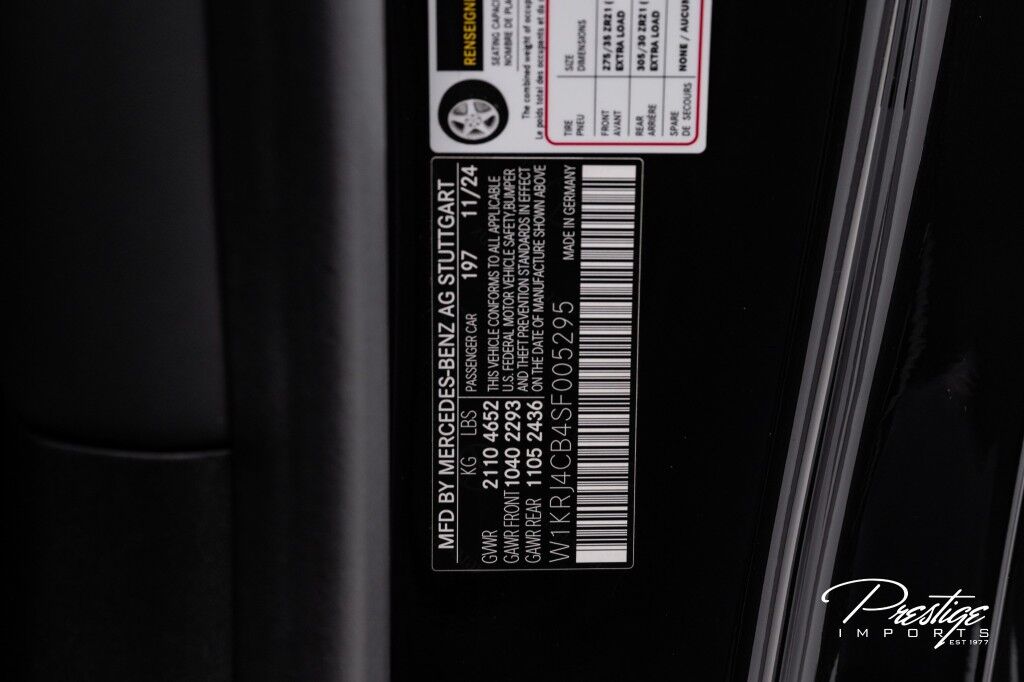 RENSEIGNE
SEATING CAPAC
NOMBRE DE PLA
The combined weight of occup
Le poids total des occupants et du
TIRE SIZE
PNEU DIMENSIONS
FRONT 275/35 ZR21 (
AVANT EXTRA LOAD
REAR 305/30 ZR21 (
ARRIÈRE EXTRA LOAD
SPARE NONE / AUCUN
DE SECOURS
MFD BY MERCEDES-BENZ AG STUTTGART
KG LBS PASSENGER CAR 197 11/24
GVWR 2110 4652 THIS VEHICLE CONFORMS TO ALL APPLICABLE
GAWR FRONT 1040 2293 U.S. FEDERAL MOTOR VEHICLE SAFETY,BUMPER
AND THEFT PREVENTION STANDARDS IN EFFECT
GAWR REAR 1105 2436 ON THE DATE OF MANUFACTURE SHOWN ABOVE
W1KRJ4CB4SF005295 MADE IN GERMANY
Prestige
IMPORTS
EST 1977